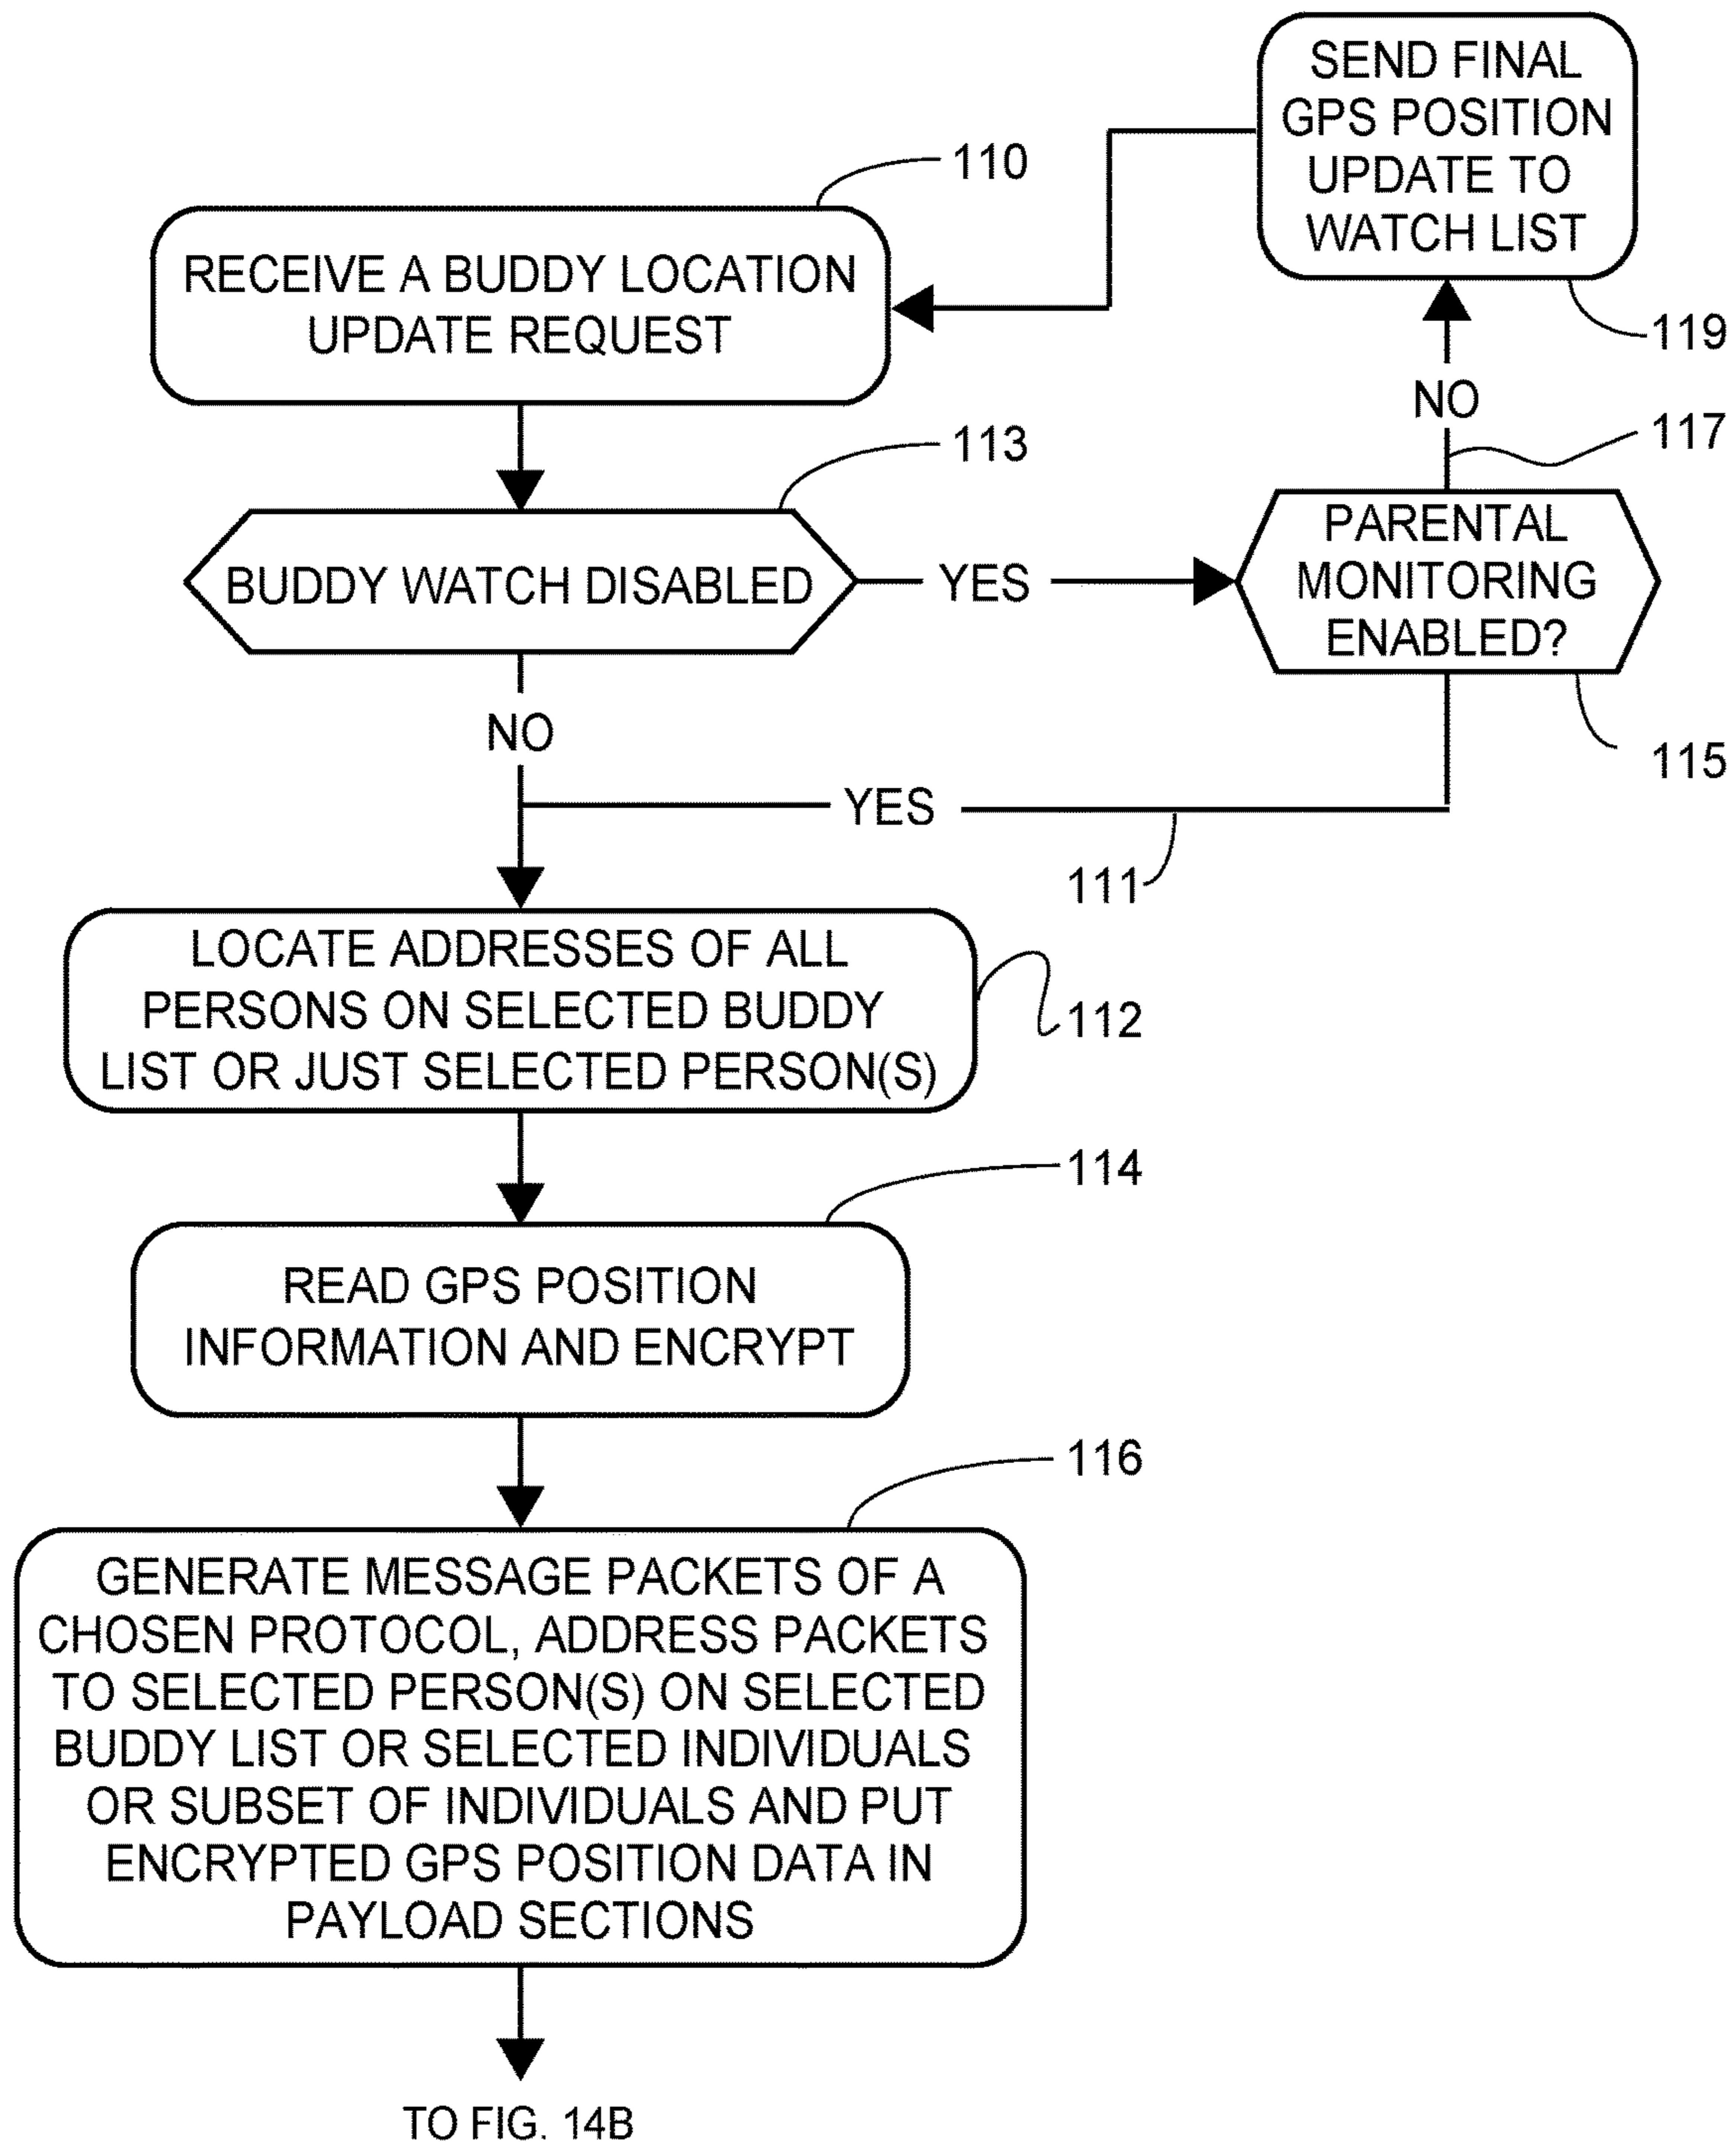 SEND FINAL
GPS POSITION
UPDATE TO
WATCH LIST
110
RECEIVE A BUDDY LOCATION
UPDATE REQUEST
119
NO
117
113
BUDDY WATCH DISABLED
YES
PARENTAL
MONITORING
ENABLED?
115
NO
YES
111
LOCATE ADDRESSES OF ALL
PERSONS ON SELECTED BUDDY
LIST OR JUST SELECTED PERSON(S)
112
114
READ GPS POSITION
INFORMATION AND ENCRYPT
116
GENERATE MESSAGE PACKETS OF A
CHOSEN PROTOCOL, ADDRESS PACKETS
TO SELECTED PERSON(S) ON SELECTED
BUDDY LIST OR SELECTED INDIVIDUALS
OR SUBSET OF INDIVIDUALS AND PUT
ENCRYPTED GPS POSITION DATA IN
PAYLOAD SECTIONS
TO FIG. 14B